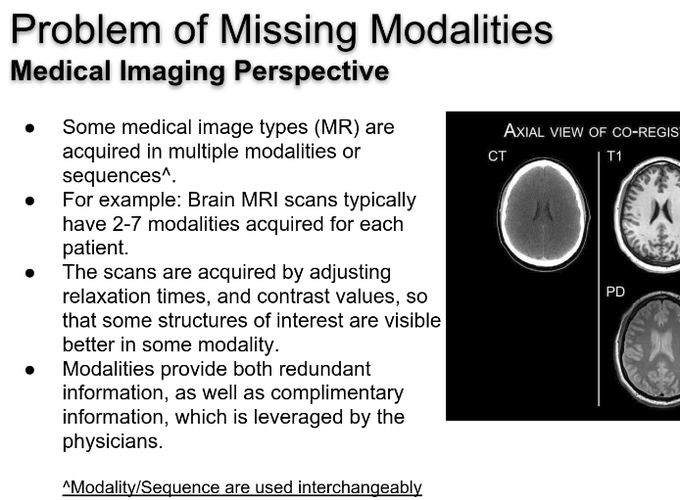 Problem of Missing Modalities
Medical Imaging Perspective
● Some medical image types (MR) are
acquired in multiple modalities or
sequences^.
● For example: Brain MRI scans typically
have 2-7 modalities acquired for each
patient.
● The scans are acquired by adjusting
relaxation times, and contrast values, so
that some structures of interest are visible
better in some modality.
● Modalities provide both redundant
information, as well as complimentary
information, which is leveraged by the
physicians.
^Modality/Sequence are used interchangeably
AXIAL VIEW OF CO-REGIST
CT
T1
PD